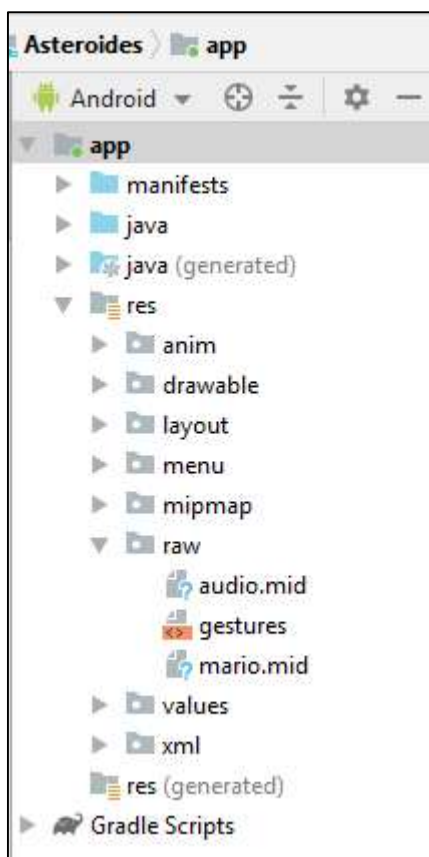 Asteroides app
Android
app
manifests
java
java (generated)
res
anim
drawable
layout
menu
mipmap
raw
audio.mid
gestures
mario.mid
values
xml
res (generated)
Gradle Scripts